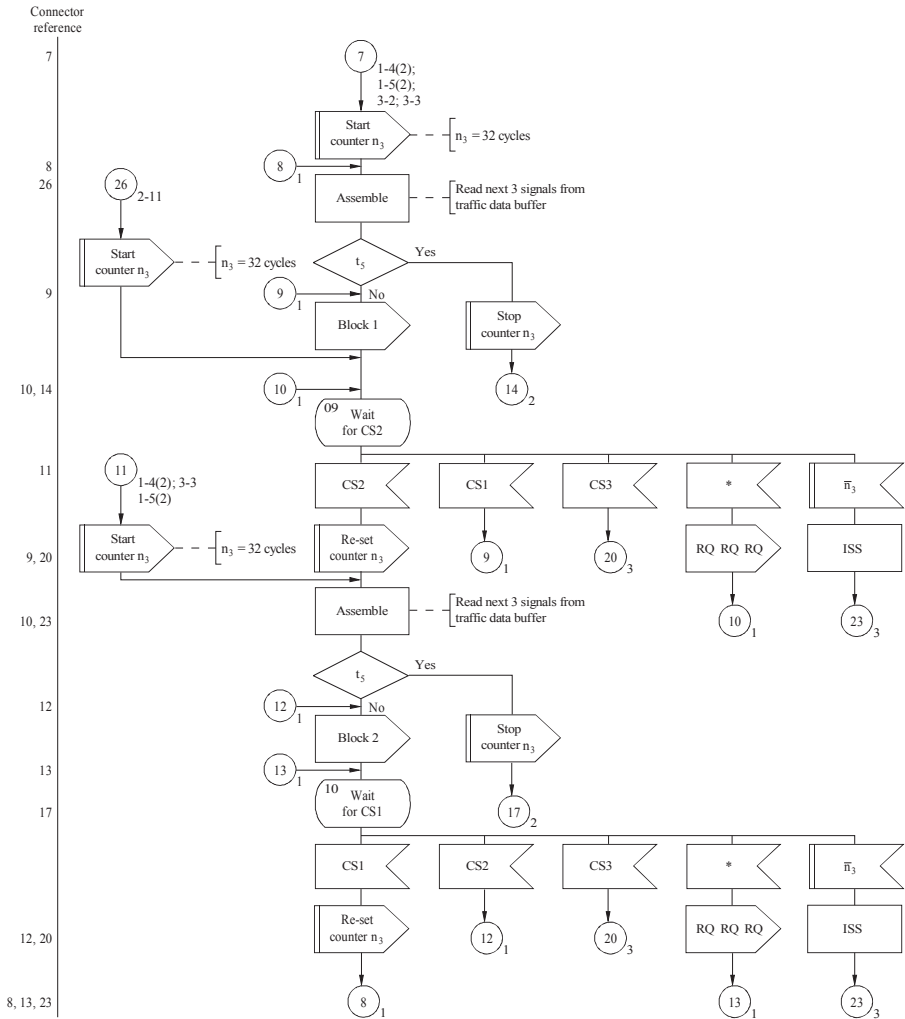 Connector
reference
7
7
1-4(2);
1-5(2);
3-2; 3-3
Start
counter n₃
n₃ = 32 cycles
8
8
1
26
26
2-11
Assemble
Read next 3 signals from
traffic data buffer
Start
counter n₃
n₃ = 32 cycles
t₅
Yes
9
9
1
No
Block 1
Stop
counter n₃
10, 14
10
1
14
2
09
Wait
for CS2
11
11
1-4(2); 3-3
1-5(2)
CS2
CS1
CS3
*
n̅₃
Start
counter n₃
n₃ = 32 cycles
Re-set
counter n₃
9
1
20
3
RQ RQ RQ
ISS
9, 20
Assemble
Read next 3 signals from
traffic data buffer
10, 23
10
1
23
3
t₅
Yes
12
12
1
No
Block 2
Stop
counter n₃
13
13
1
10
Wait
for CS1
17
17
2
CS1
CS2
CS3
*
n̅₃
Re-set
counter n₃
12
1
20
3
RQ RQ RQ
ISS
12, 20
8, 13, 23
8
1
13
1
23
3